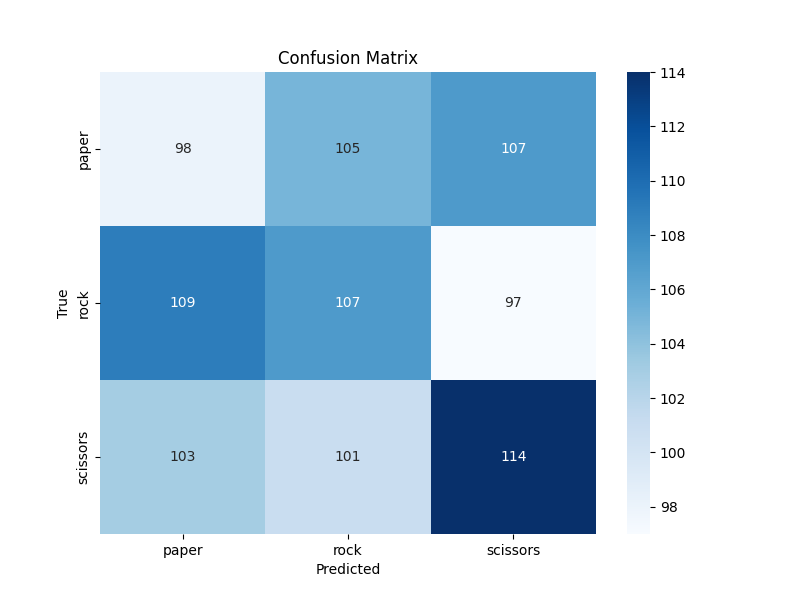 Confusion Matrix
True
paper
98 105 107
rock
109 107 97
scissors
103 101 114
paper rock scissors
Predicted
114
112
110
108
106
104
102
100
98